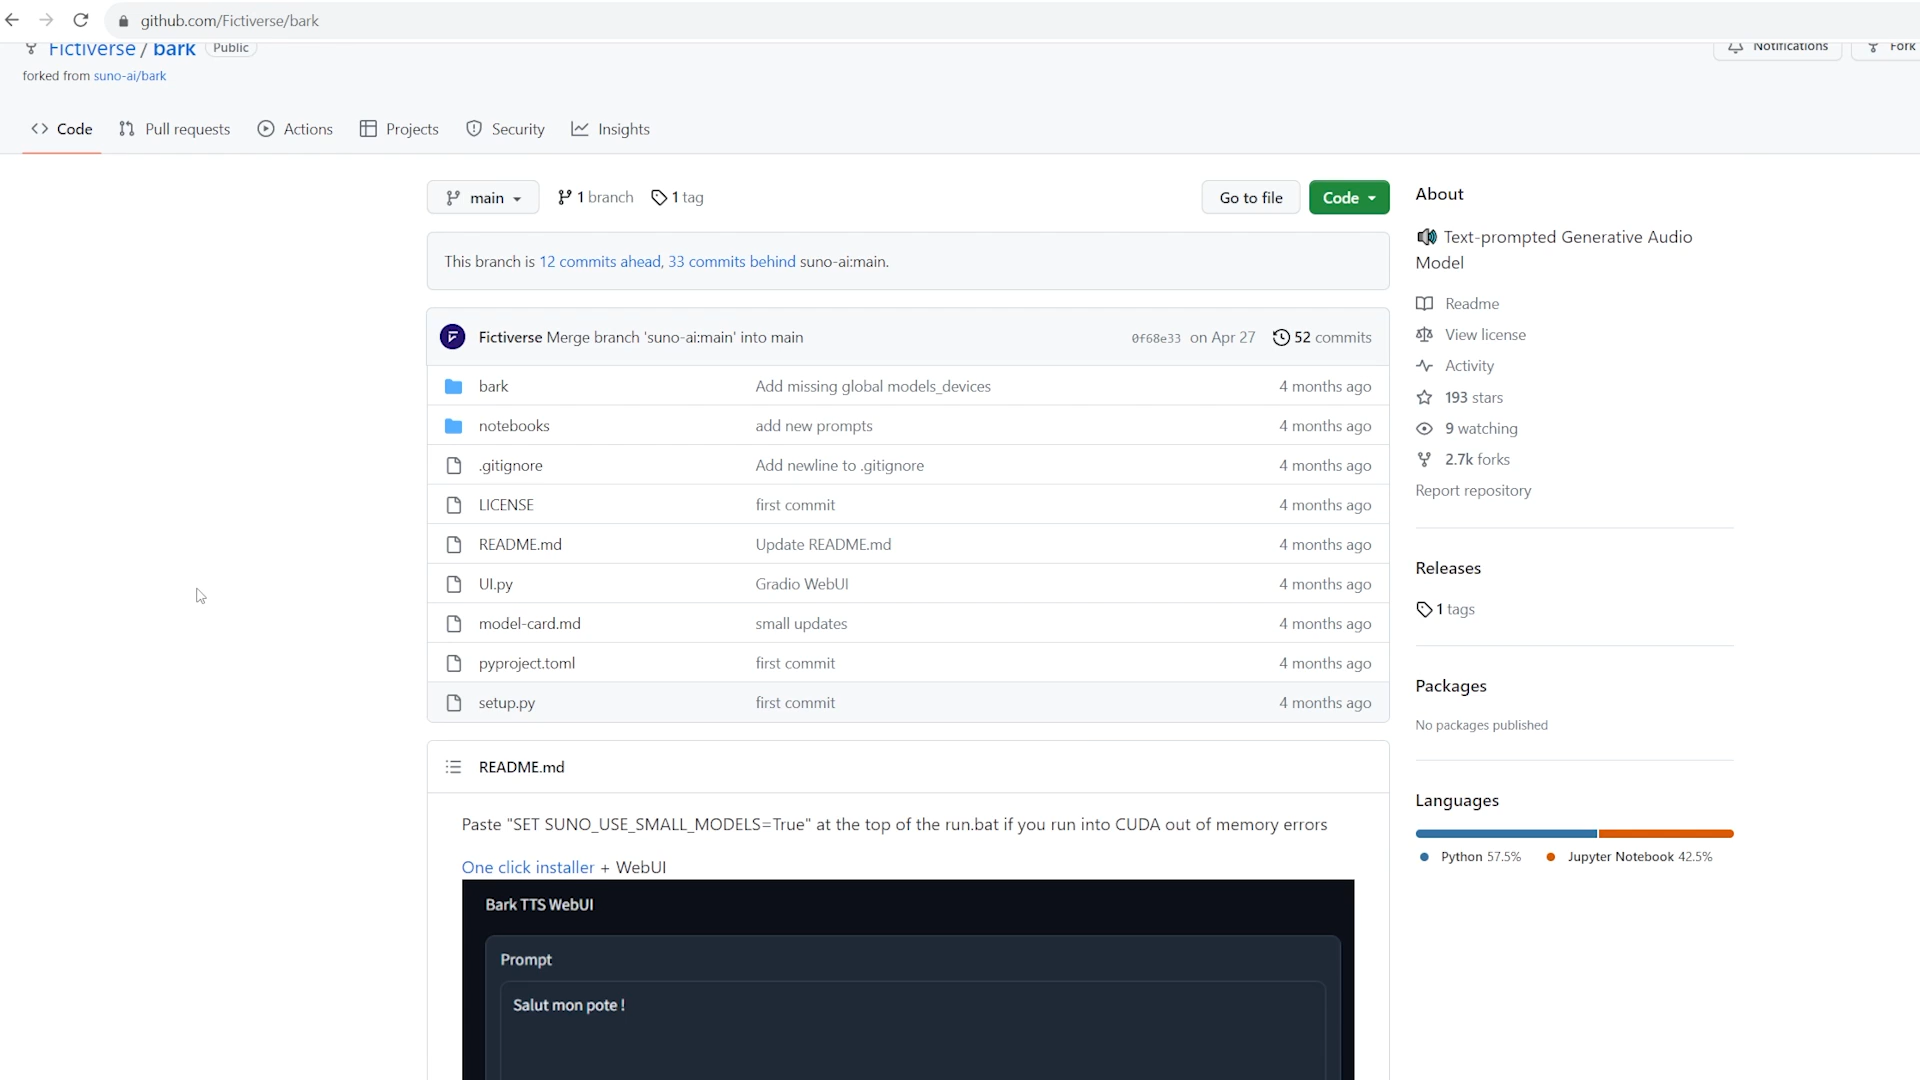 github.com/Fictiverse/bark
Fictiverse / bark Public
Notifications
Fork
forked from suno-ai/bark
Code
Pull requests
Actions
Projects
Security
Insights
main
1 branch
1 tag
Go to file
Code
This branch is 12 commits ahead, 33 commits behind suno-ai:main.
Fictiverse Merge branch 'suno-ai:main' into main
0f68e33 on Apr 27
52 commits
bark Add missing global models_devices 4 months ago
notebooks add new prompts 4 months ago
.gitignore Add newline to .gitignore 4 months ago
LICENSE first commit 4 months ago
README.md Update README.md 4 months ago
UI.py Gradio WebUI 4 months ago
model-card.md small updates 4 months ago
pyproject.toml first commit 4 months ago
setup.py first commit 4 months ago
README.md
Paste "SET SUNO_USE_SMALL_MODELS=True" at the top of the run.bat if you run into CUDA out of memory errors
One click installer + WebUI
Bark TTS WebUI
Prompt
Salut mon pote !
About
Text-prompted Generative Audio
Model
Readme
View license
Activity
193 stars
9 watching
2.7k forks
Report repository
Releases
1 tags
Packages
No packages published
Languages
Python 57.5%
Jupyter Notebook 42.5%